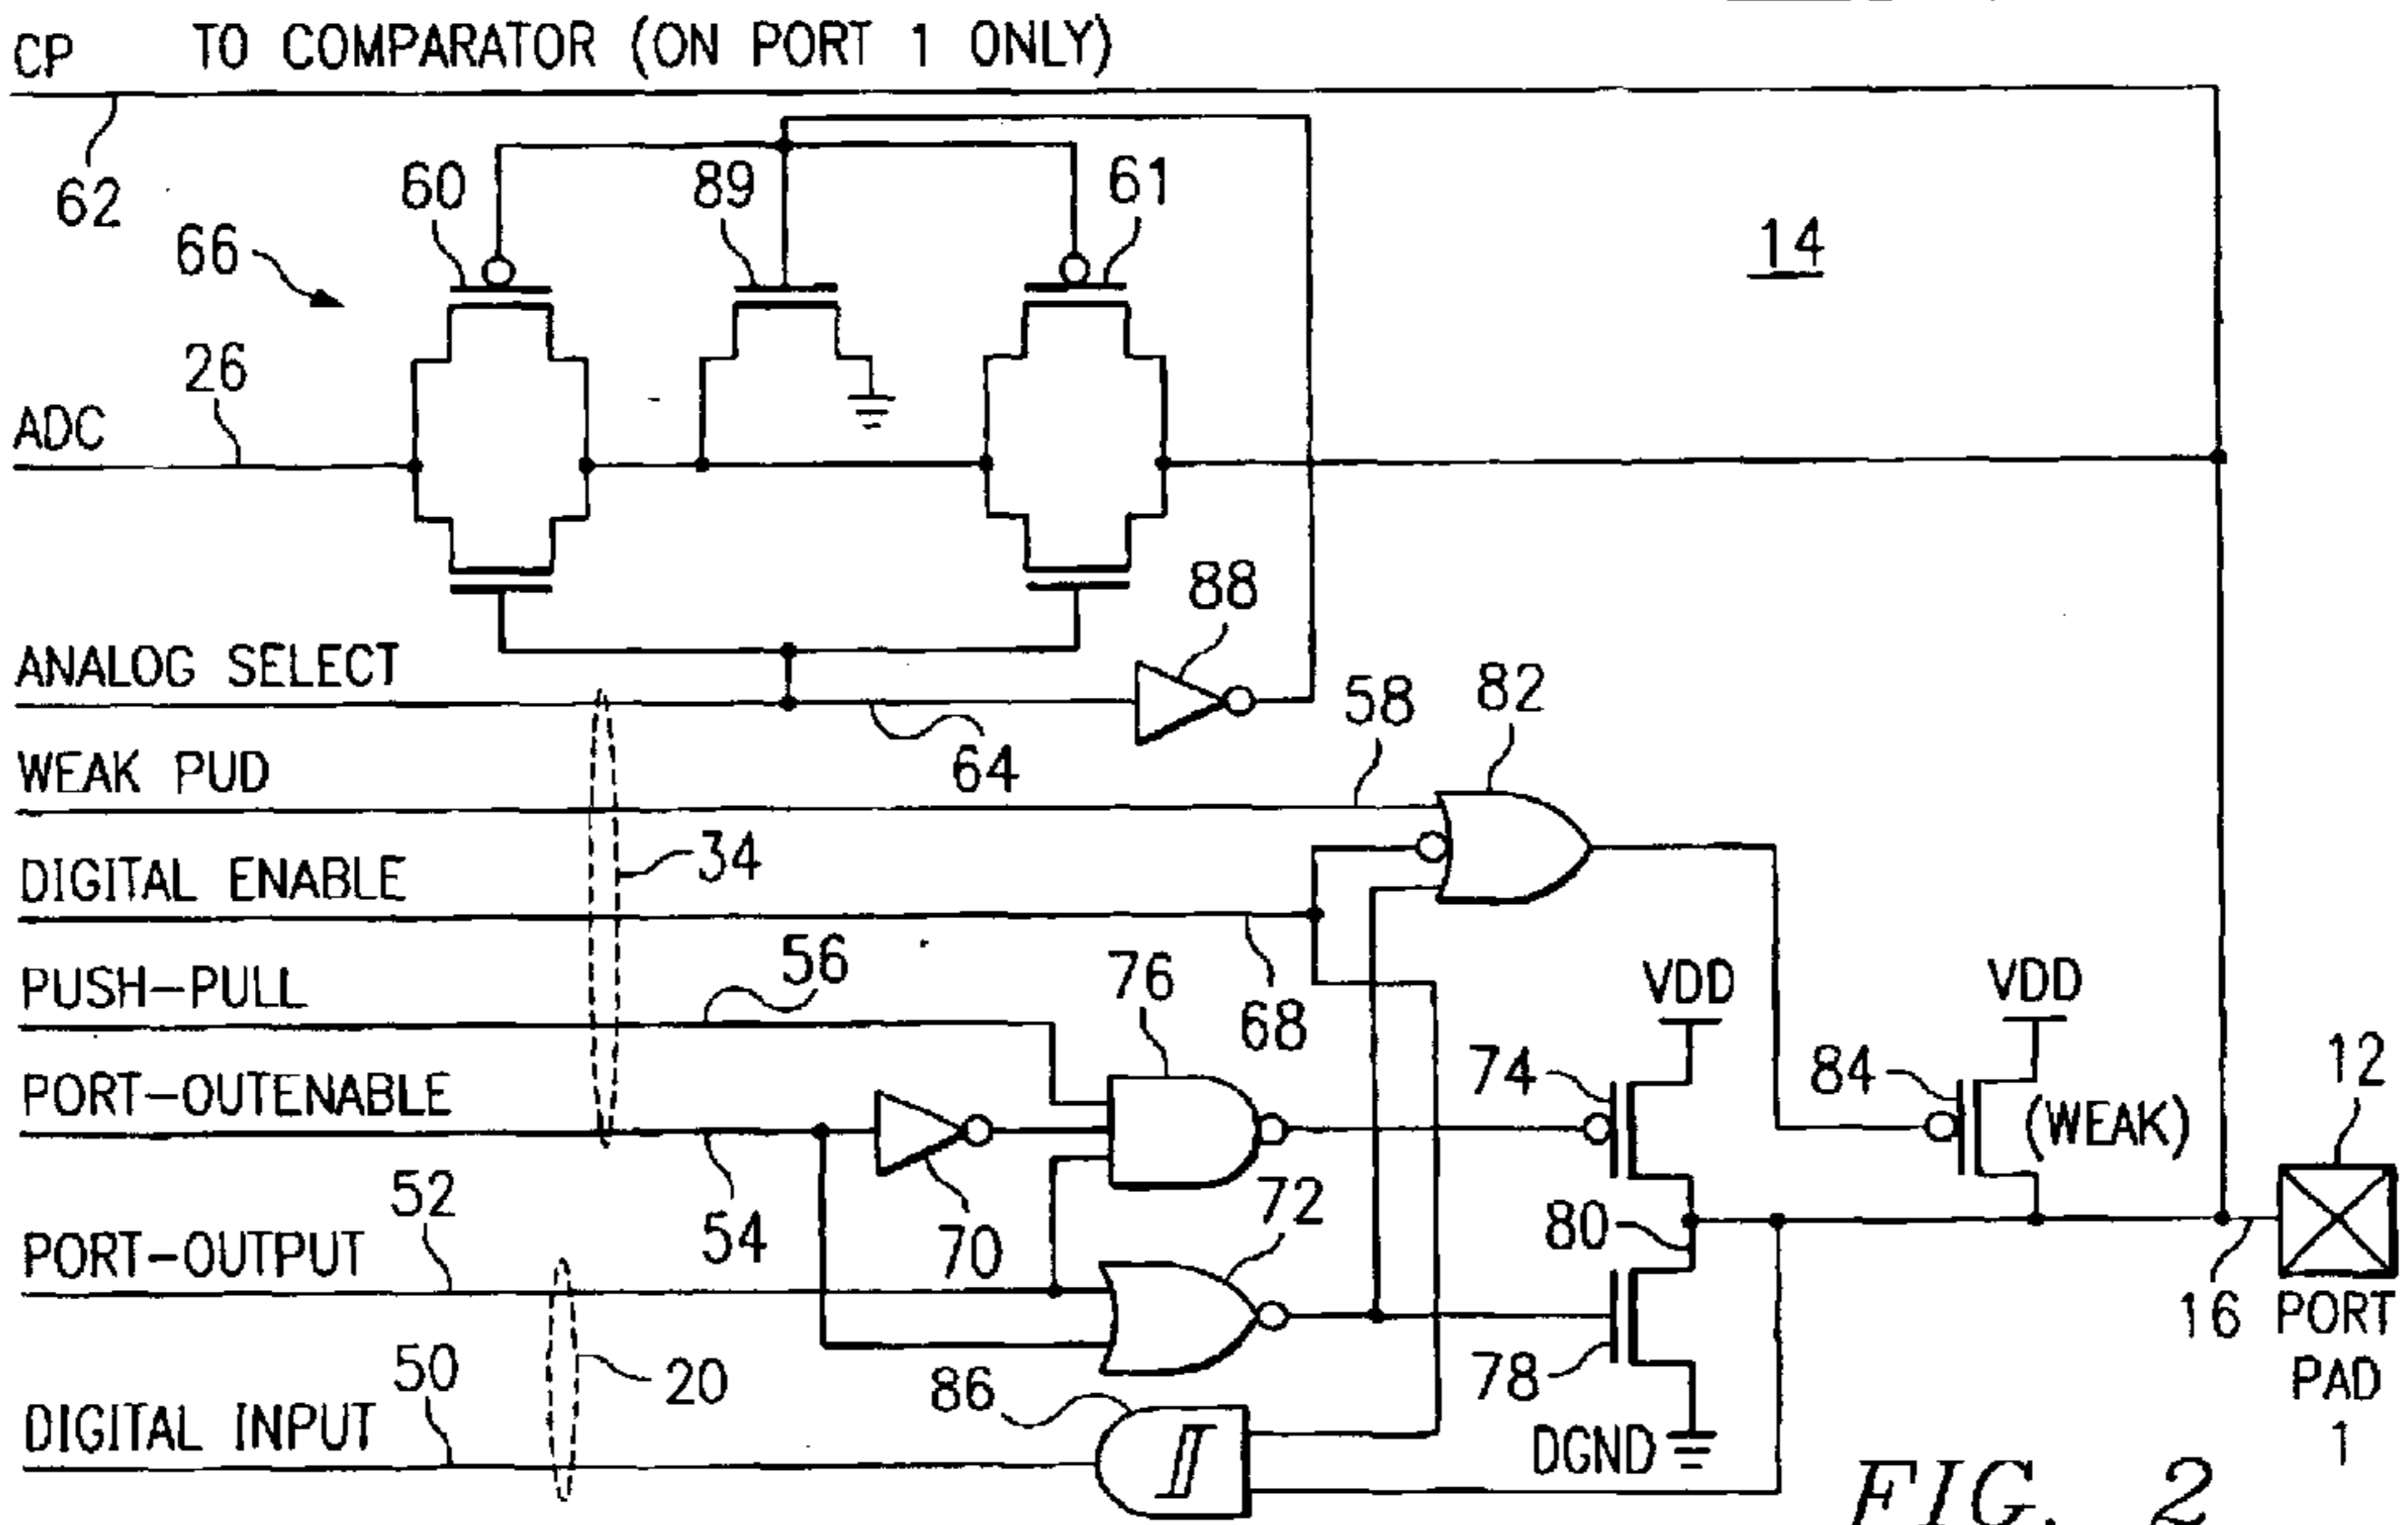 CP TO COMPARATOR (ON PORT 1 ONLY)
62
60
89
61
66
14
26
ADC
88
ANALOG SELECT
64
58
82
WEAK PUD
34
DIGITAL ENABLE
56
76
68
VDD
VDD
PUSH-PULL
74
84
(WEAK)
12
PORT-OUTENABLE
52
54
70
72
80
PORT-OUTPUT
16
PORT
PAD
1
50
20
86
78
DIGITAL INPUT
DGND
FIG. 2